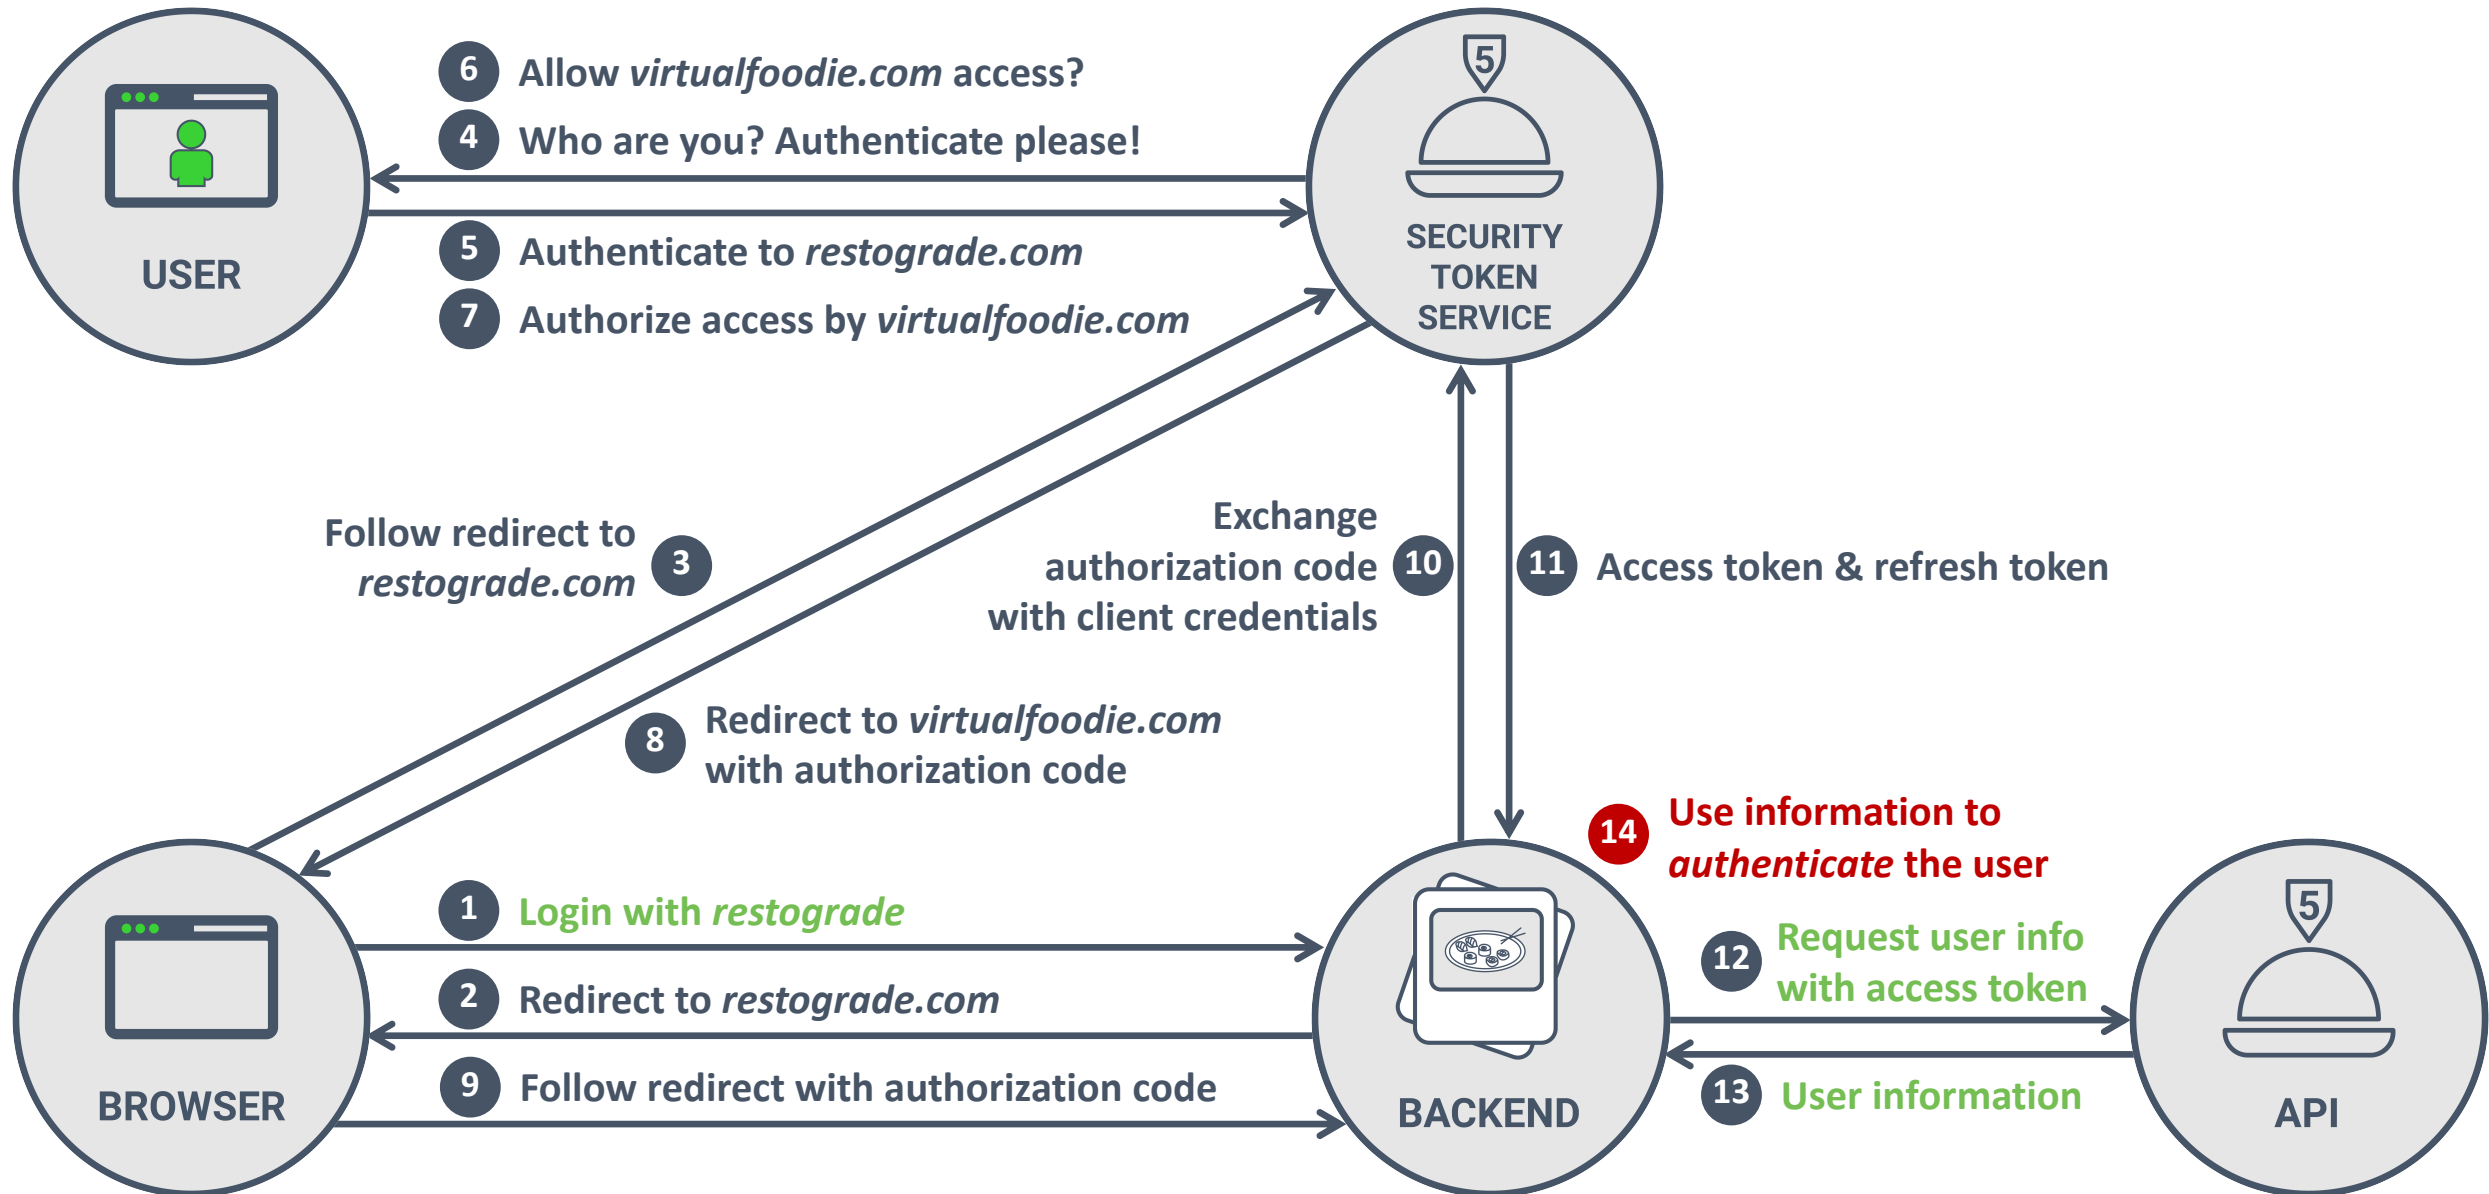 6 Allow virtualfoodie.com access?
4 Who are you? Authenticate please!
USER
5 Authenticate to restograde.com
7 Authorize access by virtualfoodie.com
5
SECURITY
TOKEN
SERVICE
Follow redirect to
restograde.com
3
Exchange
authorization code
with client credentials
10
11 Access token & refresh token
8 Redirect to virtualfoodie.com
with authorization code
14 Use information to
authenticate the user
1 Login with restograde
2 Redirect to restograde.com
9 Follow redirect with authorization code
BROWSER
BACKEND
12 Request user info
with access token
13 User information
5
API